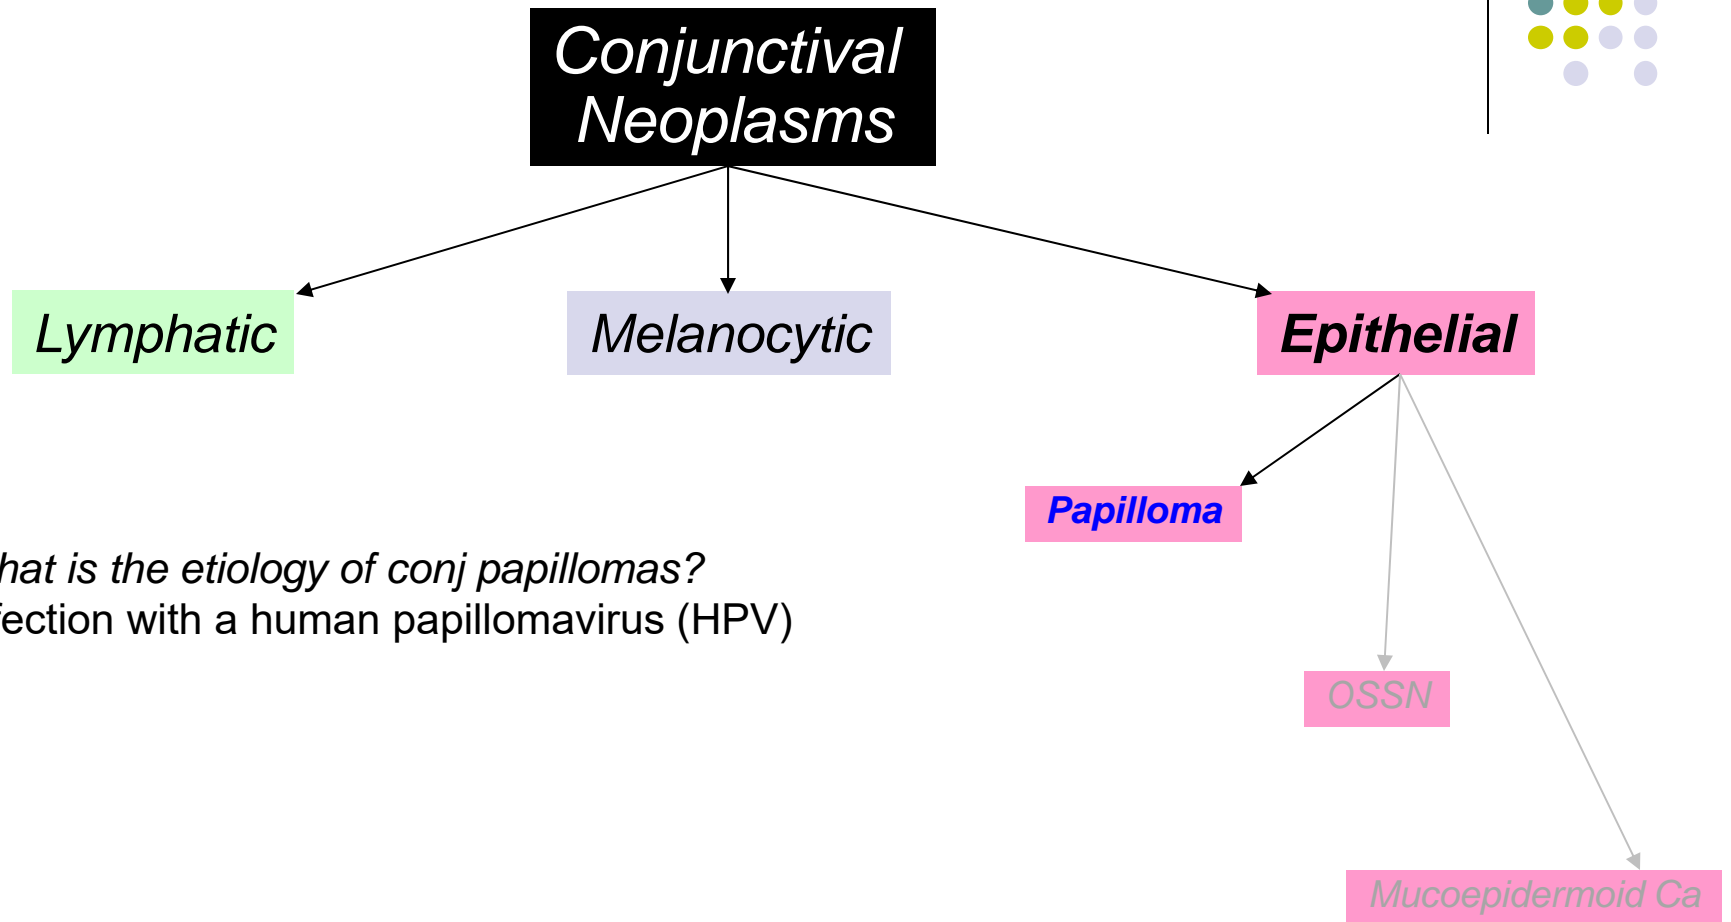 Conjunctival
Neoplasms
Lymphatic
Melanocytic
Epithelial
Papilloma
hat is the etiology of conj papillomas?
fection with a human papillomavirus (HPV)
OSSN
Mucoepidermoid Ca